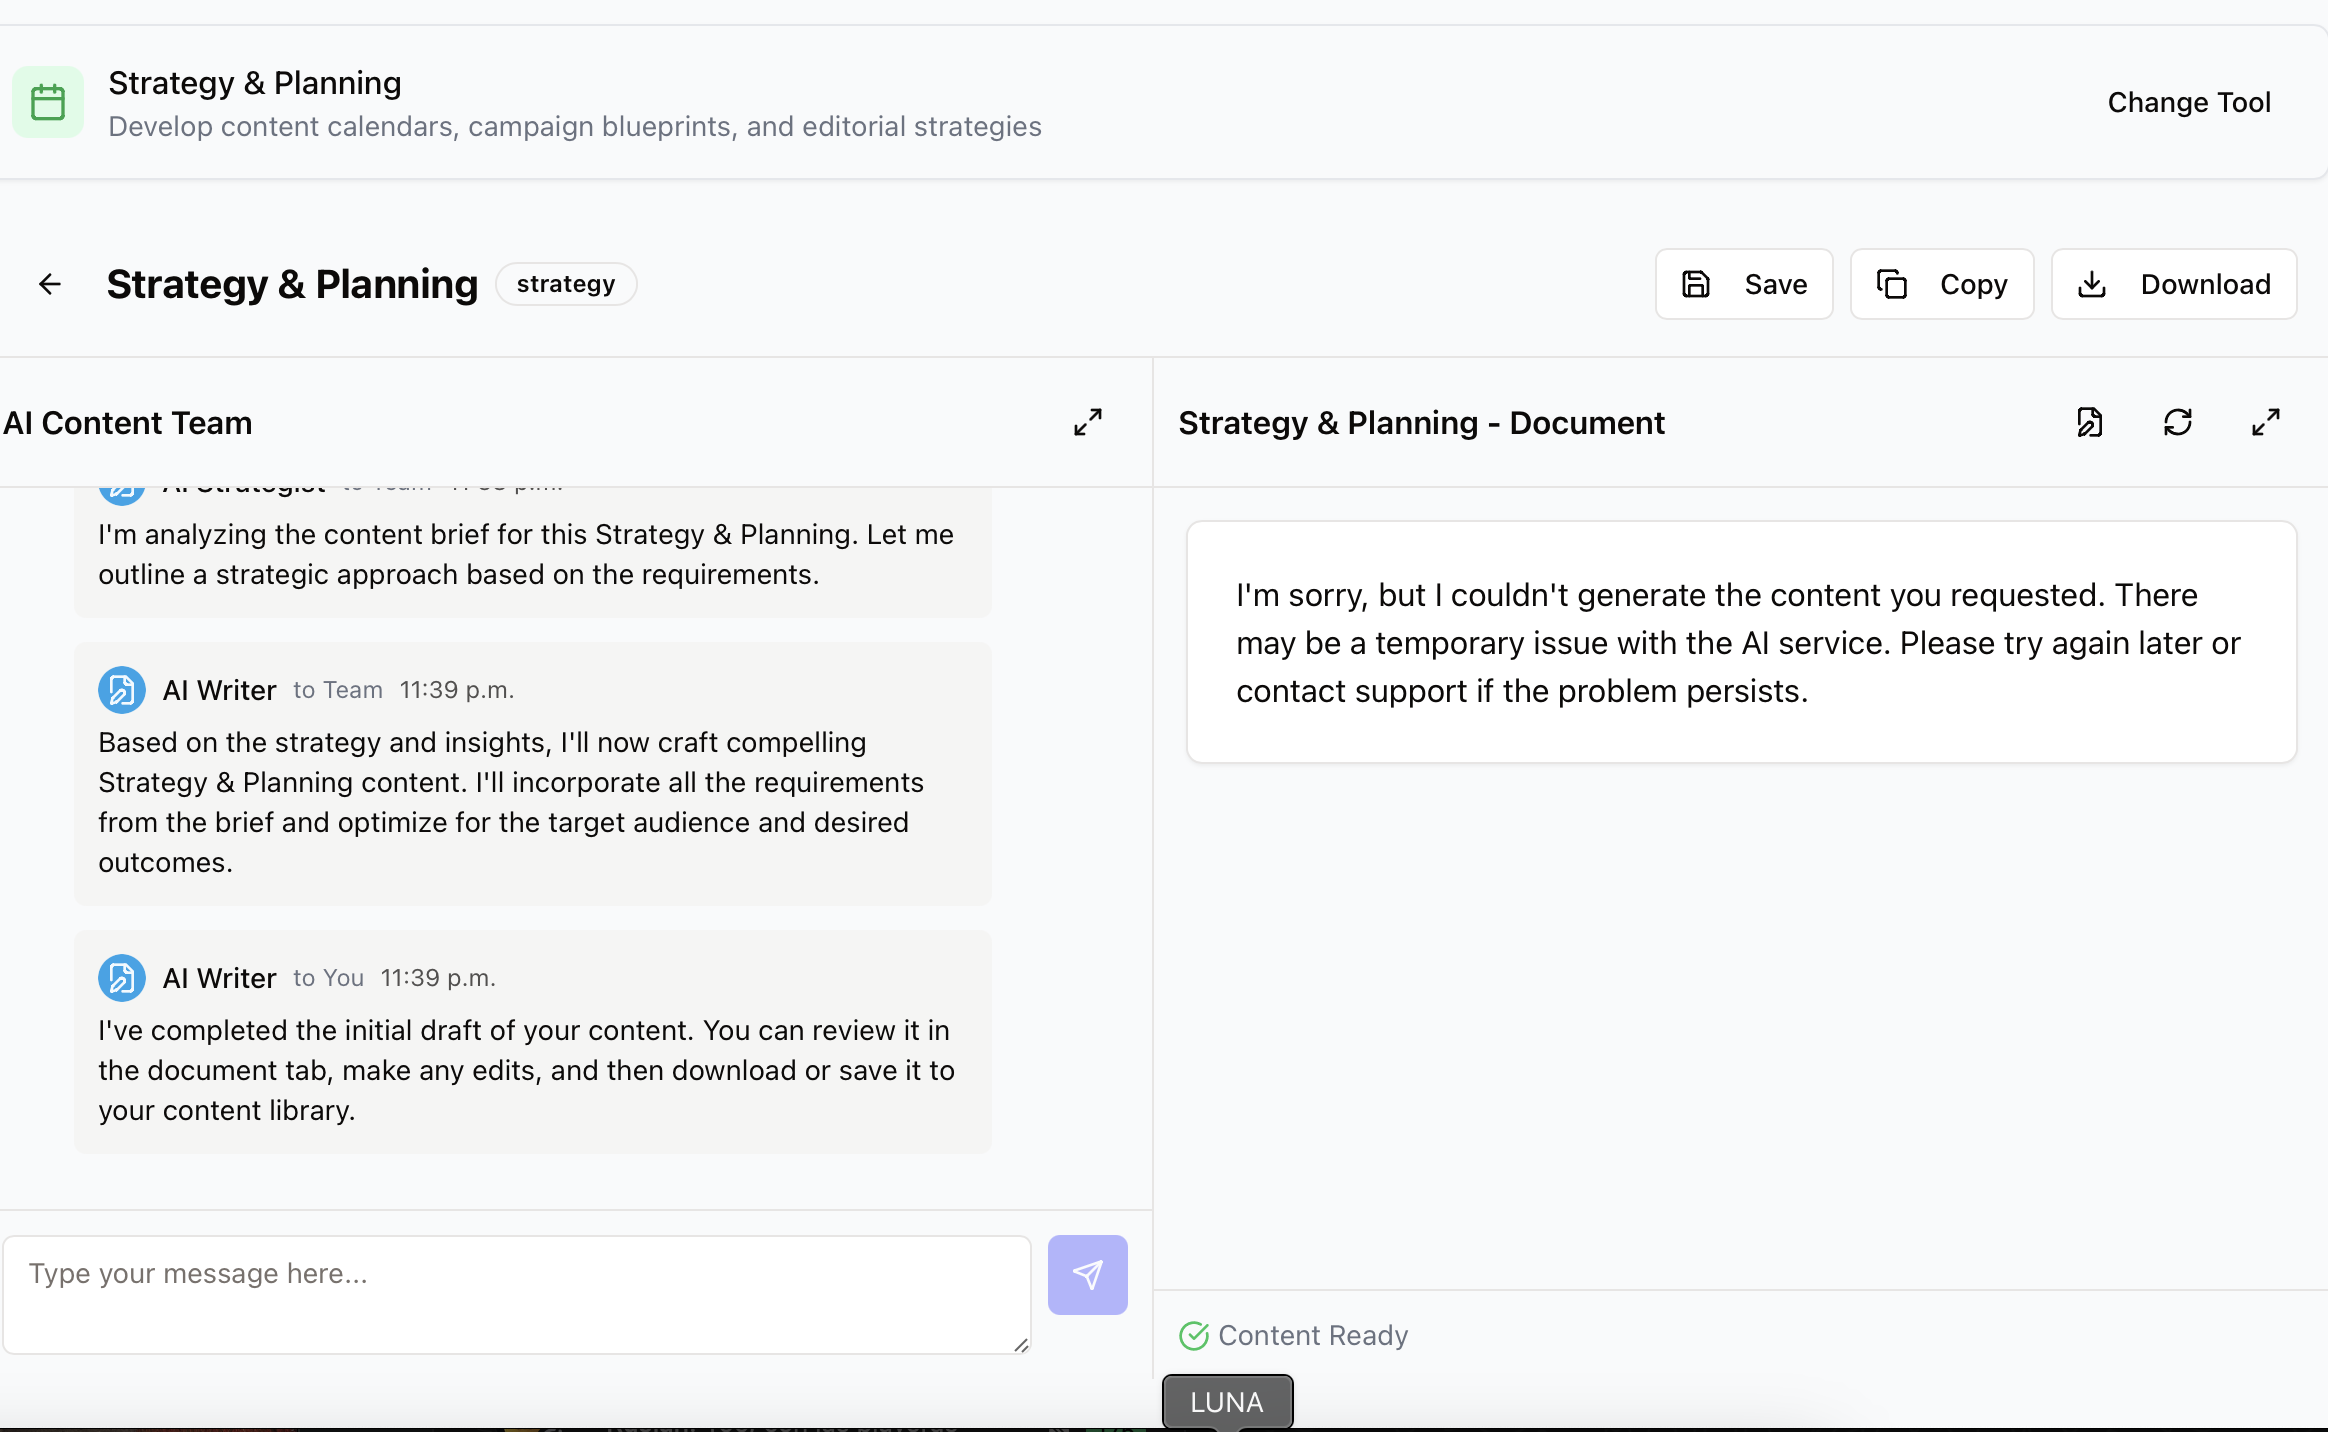 Strategy & Planning
Develop content calendars, campaign blueprints, and editorial strategies
Change Tool
Strategy & Planning
strategy
Save
Copy
Download
AI Content Team
AI Strategist to Team
I'm analyzing the content brief for this Strategy & Planning. Let me
outline a strategic approach based on the requirements.
AI Writer to Team 11:39 p.m.
Based on the strategy and insights, I'll now craft compelling
Strategy & Planning content. I'll incorporate all the requirements
from the brief and optimize for the target audience and desired
outcomes.
AI Writer to You 11:39 p.m.
I've completed the initial draft of your content. You can review it in
the document tab, make any edits, and then download or save it to
your content library.
Type your message here...
Strategy & Planning - Document
I'm sorry, but I couldn't generate the content you requested. There
may be a temporary issue with the AI service. Please try again later or
contact support if the problem persists.
Content Ready
LUNA